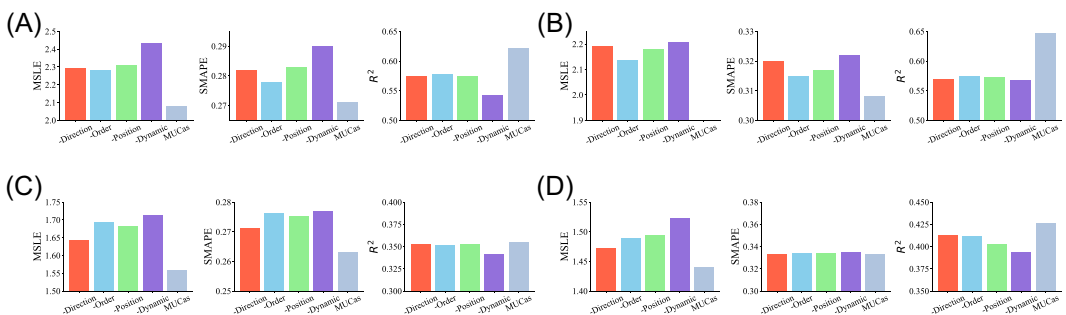 (A)
MSLE
2.5
2.4
2.3
2.2
2.1
2.0
-Direction
-Order
-Position
-Dynamic
MUCas
SMAPE
0.29
0.28
0.27
-Direction
-Order
-Position
-Dynamic
MUCas
R²
0.65
0.60
0.55
0.50
-Direction
-Order
-Position
-Dynamic
MUCas
(B)
MSLE
2.2
2.1
2.0
1.9
-Direction
-Order
-Position
-Dynamic
MUCas
SMAPE
0.33
0.32
0.31
0.30
-Direction
-Order
-Position
-Dynamic
MUCas
R²
0.65
0.60
0.55
0.50
-Direction
-Order
-Position
-Dynamic
MUCas
(C)
MSLE
1.75
1.70
1.65
1.60
1.55
1.50
-Direction
-Order
-Position
-Dynamic
MUCas
SMAPE
0.28
0.27
0.26
0.25
-Direction
-Order
-Position
-Dynamic
MUCas
R²
0.400
0.375
0.350
0.325
0.300
-Direction
-Order
-Position
-Dynamic
MUCas
(D)
MSLE
1.55
1.50
1.45
1.40
-Direction
-Order
-Position
-Dynamic
MUCas
SMAPE
0.38
0.36
0.34
0.32
0.30
-Direction
-Order
-Position
-Dynamic
MUCas
R²
0.450
0.400
0.350
-Direction
-Order
-Position
-Dynamic
MUCas